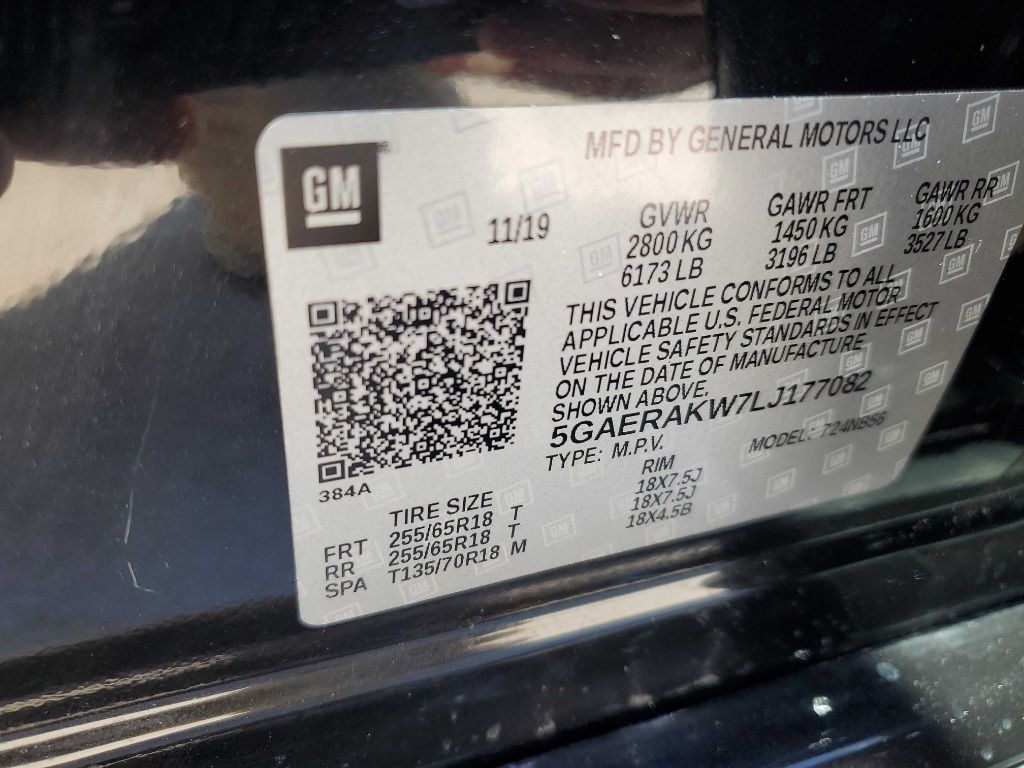 GM
MFD BY GENERAL MOTORS LLC
11/19
GVWR
2800 KG
6173 LB
GAWR FRT
1450 KG
3196 LB
GAWR RR
1600 KG
3527 LB
THIS VEHICLE CONFORMS TO ALL
APPLICABLE U.S. FEDERAL MOTOR
VEHICLE SAFETY STANDARDS IN EFFECT
ON THE DATE OF MANUFACTURE
SHOWN ABOVE.
5GAERAKW7LJ177082
TYPE: M.P.V. MODEL: 724NB56
384A
TIRE SIZE RIM
FRT 255/65R18 T 18X7.5J
RR 255/65R18 T 18X7.5J
SPA T135/70R18 M 18X4.5B